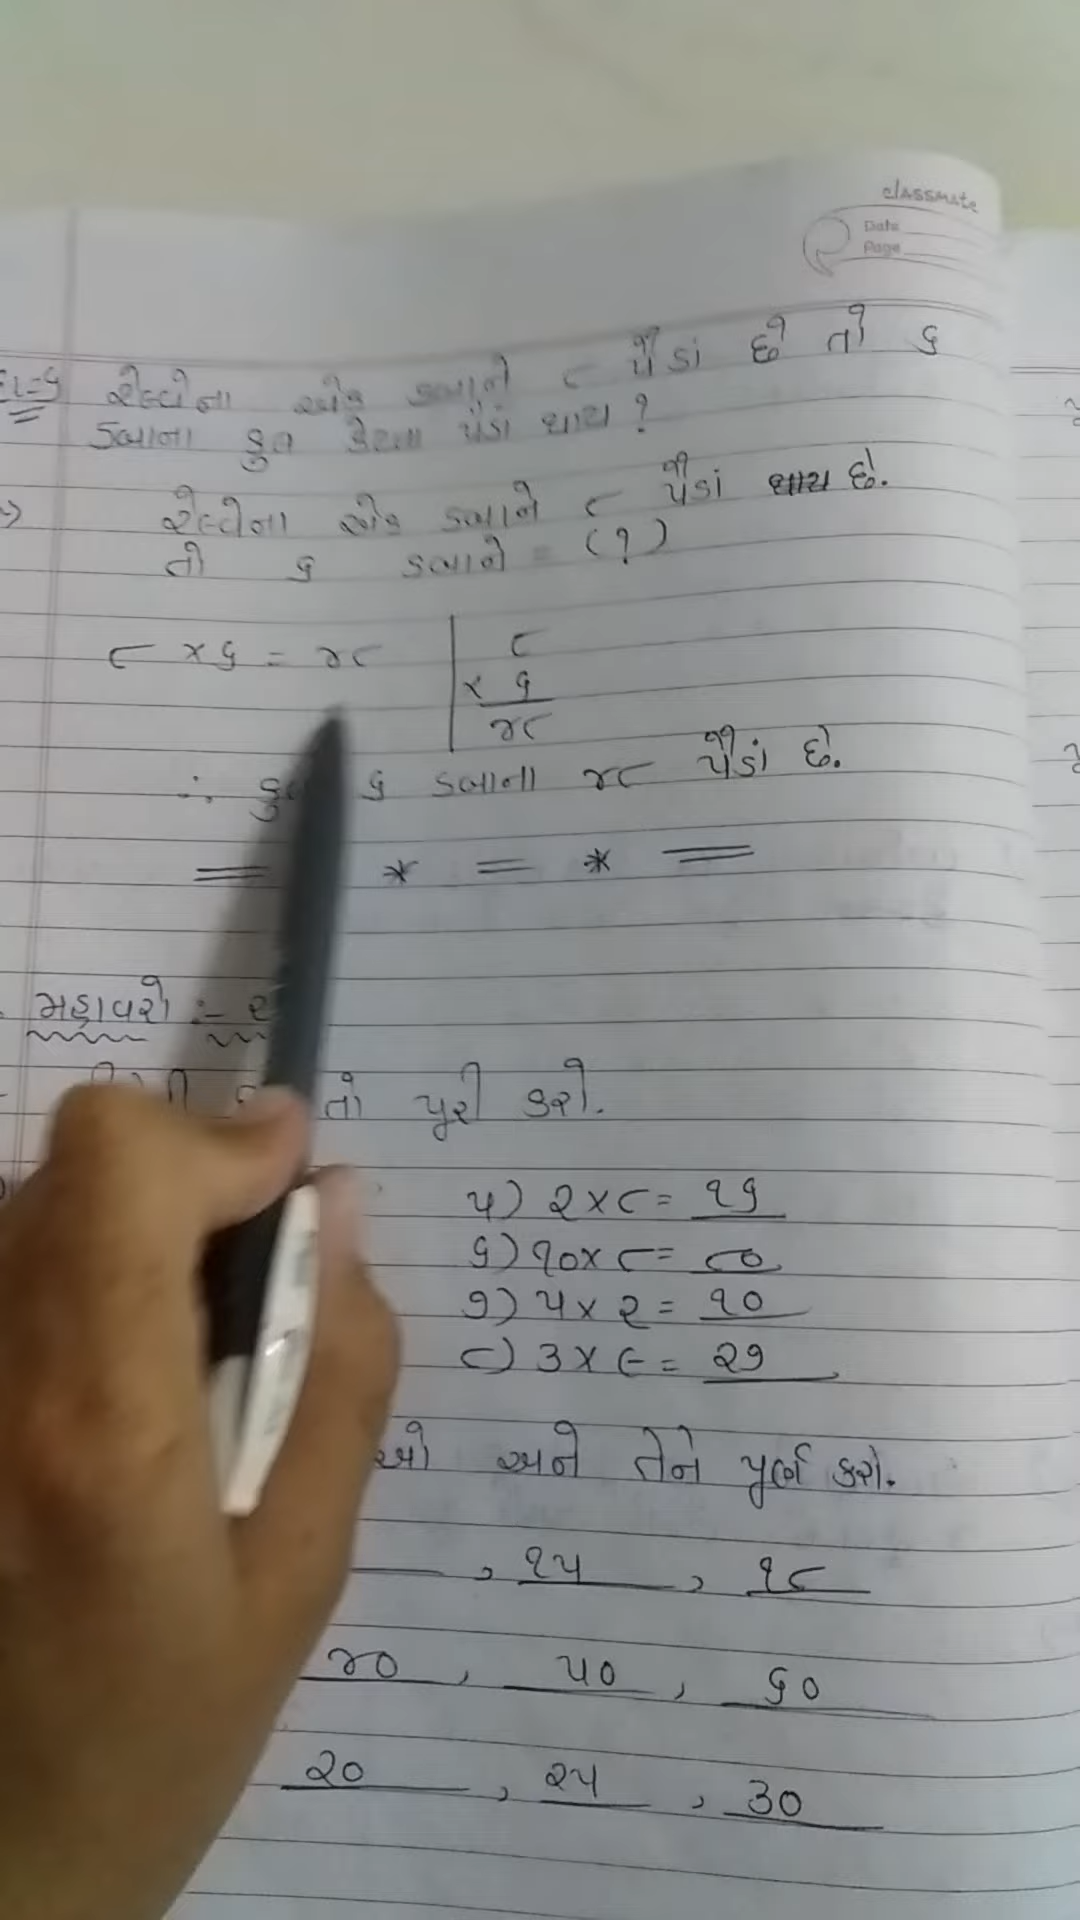 classmate
Date
Page
રેલ્વેના એક ડબાને ૮ પૈંડાં છે તો ૬
ડબાના કુલ કેટલા પૈંડાં થાય ?
રેલ્વેના એક ડબાને ૮ પૈંડાં થાય છે.
તો ૬ ડબાને = (?)
૮ × ૬ = ૪૮
૮
× ૬
૪૮
∴ ૬ ડબાના ૪૮ પૈંડાં છે.
= * = * =
મહાવરો :-
તો પૂરી કરો.
૫) ૨ × ૮ = ૧૬
૬) ૧૦ × ૮ = ૮૦
૭) ૫ × ૨ = ૧૦
૮) ૩ × ૯ = ૨૭
અને તેને પૂર્ણ કરો.
, ૧૫ , ૧૮
૪૦ , ૫૦ , ૬૦
૨૦ , ૨૫ , ૩૦